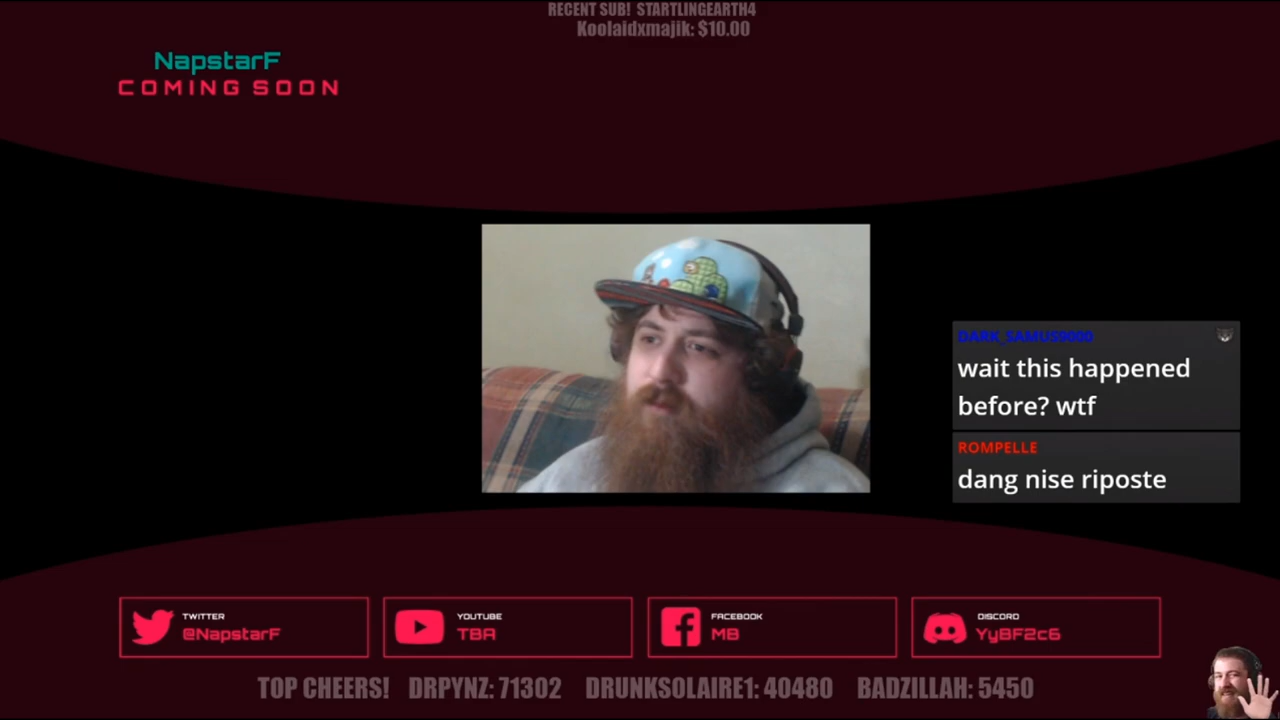 RECENT SUB! STARTLINGEARTH4
Koolaidxmajik: $10.00
NapstarF
COMING SOON
DARK_SAMUS9000
wait this happened
before? wtf
ROMPELLE
dang nise riposte
TWITTER
@NapstarF
YOUTUBE
TBA
FACEBOOK
MB
DISCORD
YyBF2c6
TOP CHEERS! DRPYNZ: 71302 DRUNKSOLAIRE1: 40480 BADZILLAH: 5450